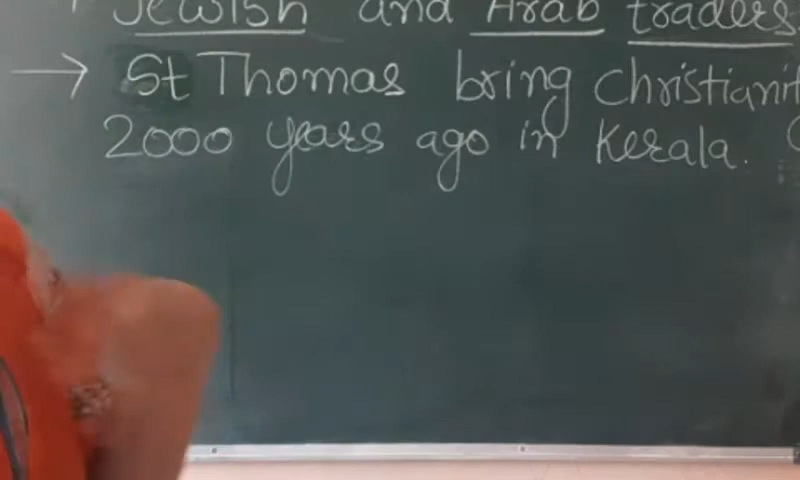 Jewish and Arab traders
→ St Thomas bring Christianit
2000 years ago in Kerala.